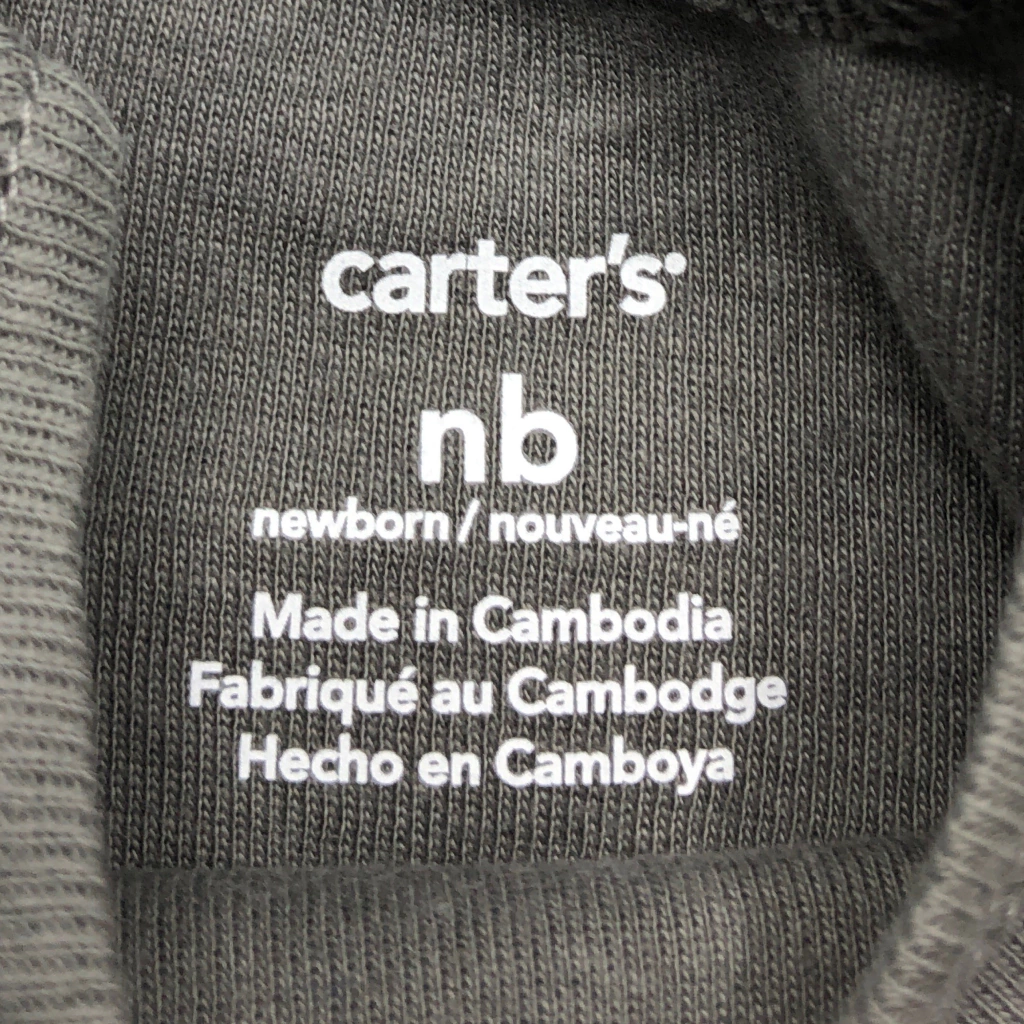 carter's
nb
newborn / nouveau-né
Made in Cambodia
Fabriqué au Cambodge
Hecho en Camboya